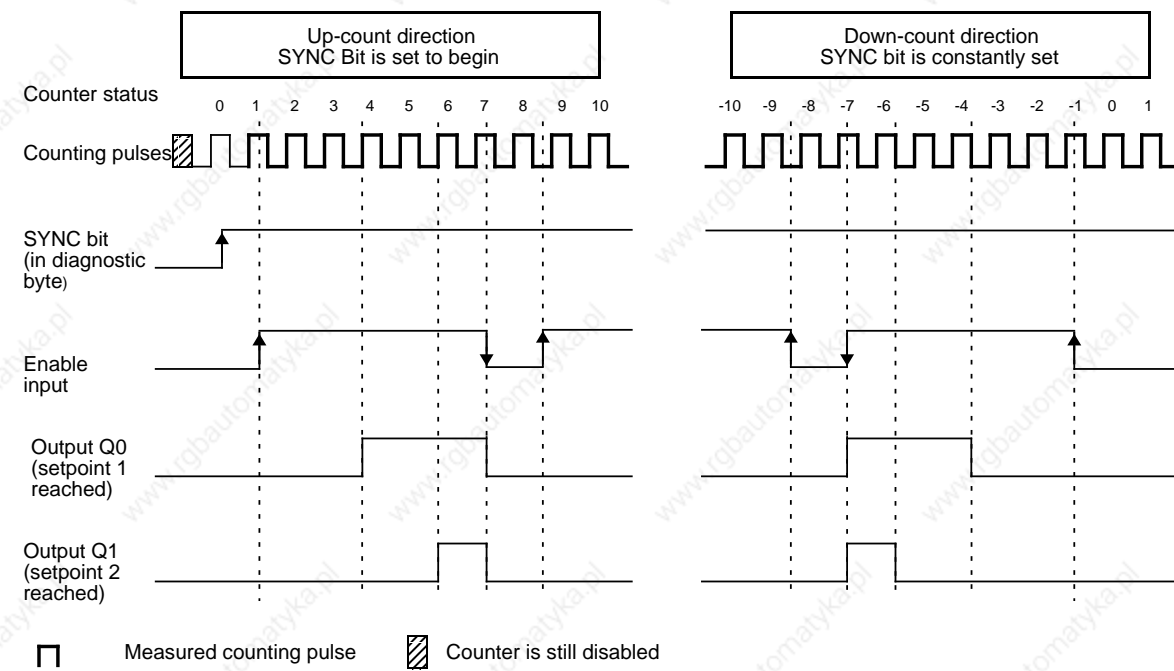 Up-count direction
SYNC Bit is set to begin
Down-count direction
SYNC bit is constantly set
Counter status
0 1 2 3 4 5 6 7 8 9 10
-10 -9 -8 -7 -6 -5 -4 -3 -2 -1 0 1
Counting pulses
SYNC bit
(in diagnostic
byte)
Enable
input
Output Q0
(setpoint 1
reached)
Output Q1
(setpoint 2
reached)
Measured counting pulse
Counter is still disabled
www.rgbautomatyka.pl